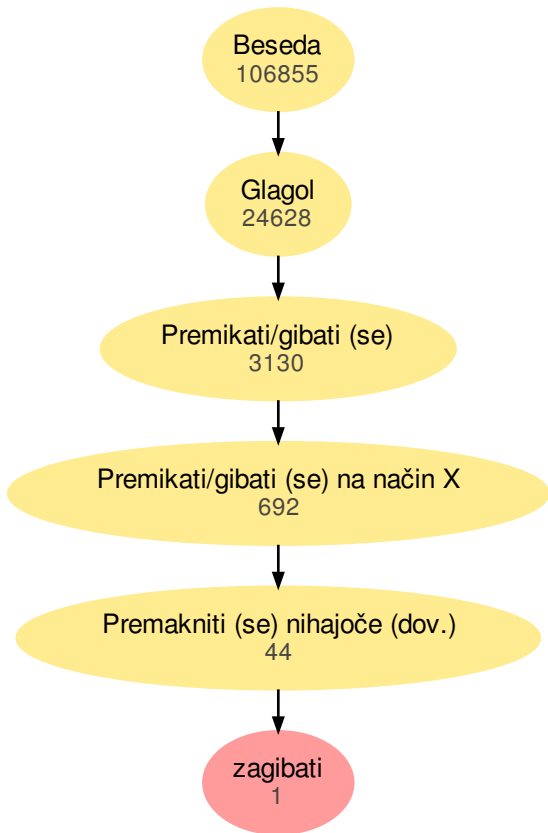 Beseda
106855
Glagol
24628
Premikati/gibati (se)
3130
Premikati/gibati (se) na način X
692
Premakniti (se) nihajoče (dov.)
44
zagibati
1